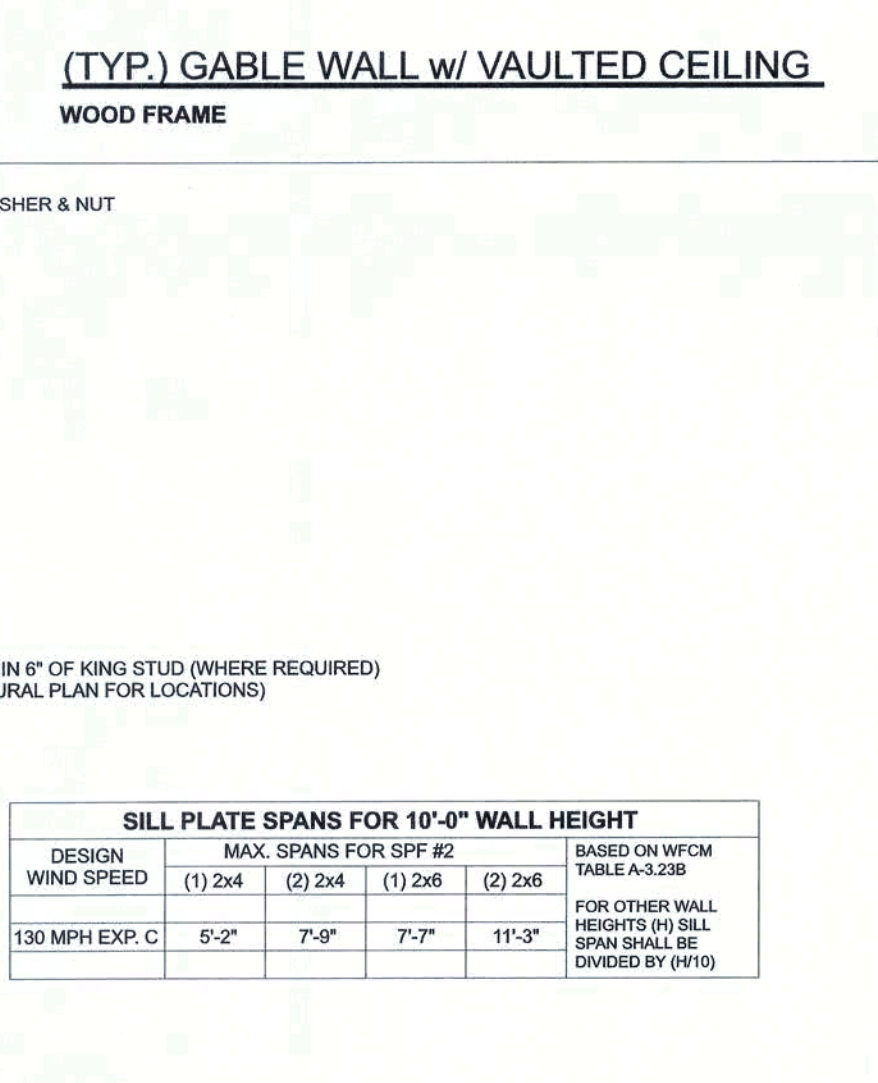 (TYP.) GABLE WALL w/ VAULTED CEILING
WOOD FRAME
SHER & NUT
IN 6" OF KING STUD (WHERE REQUIRED)
URAL PLAN FOR LOCATIONS)
SILL PLATE SPANS FOR 10'-0" WALL HEIGHT
DESIGN WIND SPEED
MAX. SPANS FOR SPF #2
(1) 2x4 (2) 2x4 (1) 2x6 (2) 2x6
130 MPH EXP. C 5'-2" 7'-9" 7'-7" 11'-3"
BASED ON WFCM
TABLE A-3.23B
FOR OTHER WALL
HEIGHTS (H) SILL
SPAN SHALL BE
DIVIDED BY (H/10)